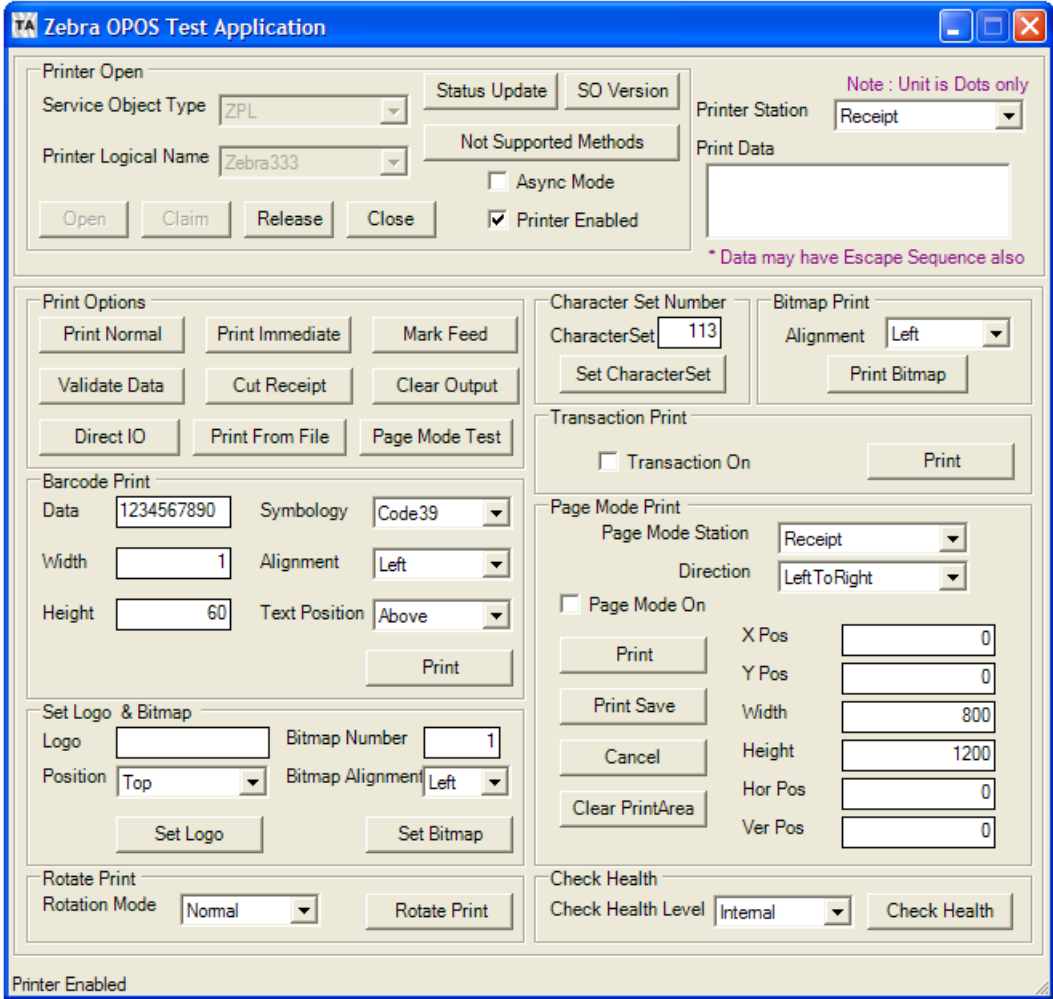 TA Zebra OPOS Test Application
Printer Open
Service Object Type ZPL
Status Update SO Version
Note : Unit is Dots only
Printer Station Receipt
Printer Logical Name Zebra333
Not Supported Methods
Print Data
Async Mode
Open Claim Release Close
Printer Enabled
* Data may have Escape Sequence also
Print Options
Print Normal Print Immediate Mark Feed
Validate Data Cut Receipt Clear Output
Direct IO Print From File Page Mode Test
Character Set Number
CharacterSet 113
Set CharacterSet
Bitmap Print
Alignment Left
Print Bitmap
Transaction Print
Transaction On Print
Barcode Print
Data 1234567890 Symbology Code39
Width 1 Alignment Left
Height 60 Text Position Above
Print
Page Mode Print
Page Mode Station Receipt
Direction LeftToRight
Page Mode On
Print
Print Save
Cancel
Clear PrintArea
X Pos 0
Y Pos 0
Width 800
Height 1200
Hor Pos 0
Ver Pos 0
Set Logo & Bitmap
Logo Bitmap Number 1
Position Top Bitmap Alignment Left
Set Logo Set Bitmap
Rotate Print
Rotation Mode Normal Rotate Print
Check Health
Check Health Level Internal Check Health
Printer Enabled